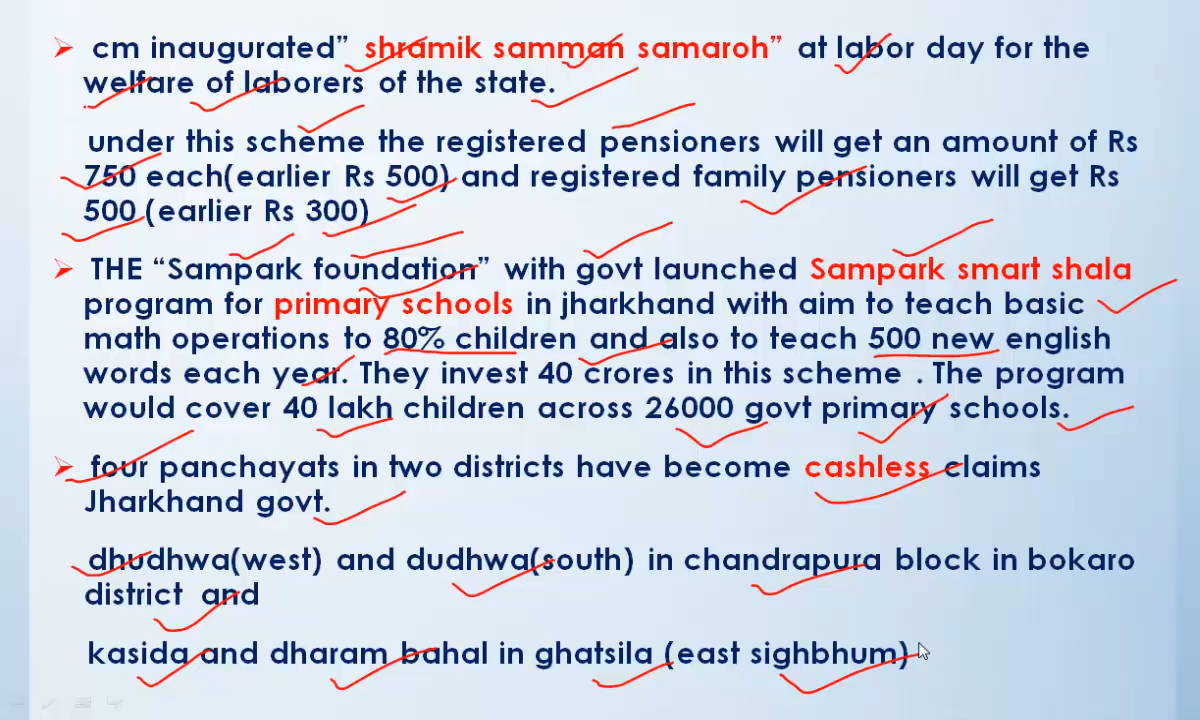 cm inaugurated” shramik samman samaroh” at labor day for the
welfare of laborers of the state.
under this scheme the registered pensioners will get an amount of Rs
750 each(earlier Rs 500) and registered family pensioners will get Rs
500 (earlier Rs 300)
THE “Sampark foundation” with govt launched Sampark smart shala
program for primary schools in jharkhand with aim to teach basic
math operations to 80% children and also to teach 500 new english
words each year. They invest 40 crores in this scheme . The program
would cover 40 lakh children across 26000 govt primary schools.
four panchayats in two districts have become cashless claims
Jharkhand govt.
dhudhwa(west) and dudhwa(south) in chandrapura block in bokaro
district and
kasida and dharam bahal in ghatsila (east sighbhum)